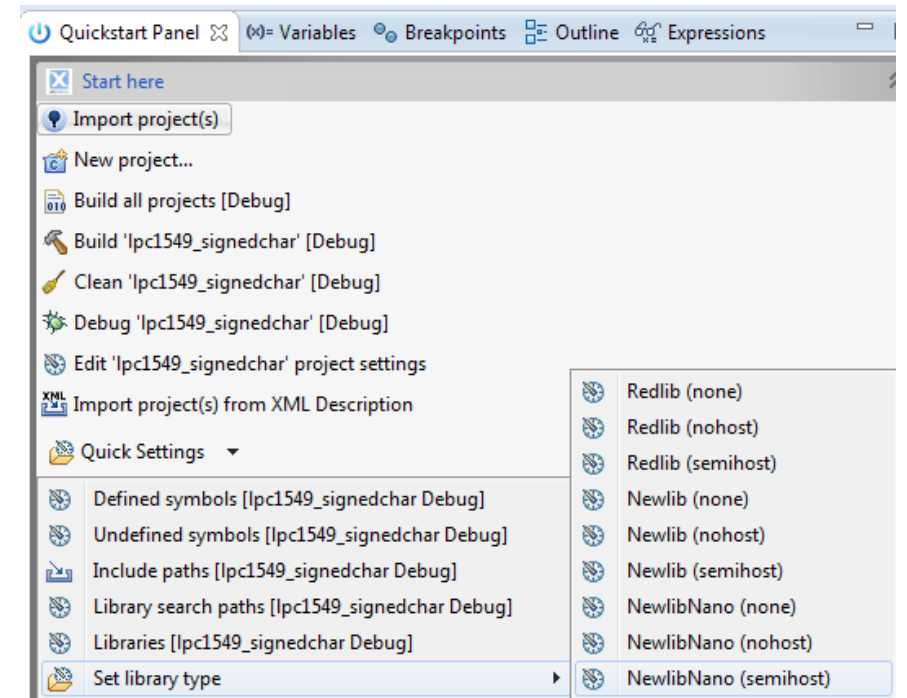 Quickstart Panel (x)= Variables Breakpoints Outline Expressions
Start here
Import project(s)
New project...
Build all projects [Debug]
Build 'lpc1549_signedchar' [Debug]
Clean 'lpc1549_signedchar' [Debug]
Debug 'lpc1549_signedchar' [Debug]
Edit 'lpc1549_signedchar' project settings
Import project(s) from XML Description
Quick Settings
Defined symbols [lpc1549_signedchar Debug]
Undefined symbols [lpc1549_signedchar Debug]
Include paths [lpc1549_signedchar Debug]
Library search paths [lpc1549_signedchar Debug]
Libraries [lpc1549_signedchar Debug]
Set library type
Redlib (none)
Redlib (nohost)
Redlib (semihost)
Newlib (none)
Newlib (nohost)
Newlib (semihost)
NewlibNano (none)
NewlibNano (nohost)
NewlibNano (semihost)